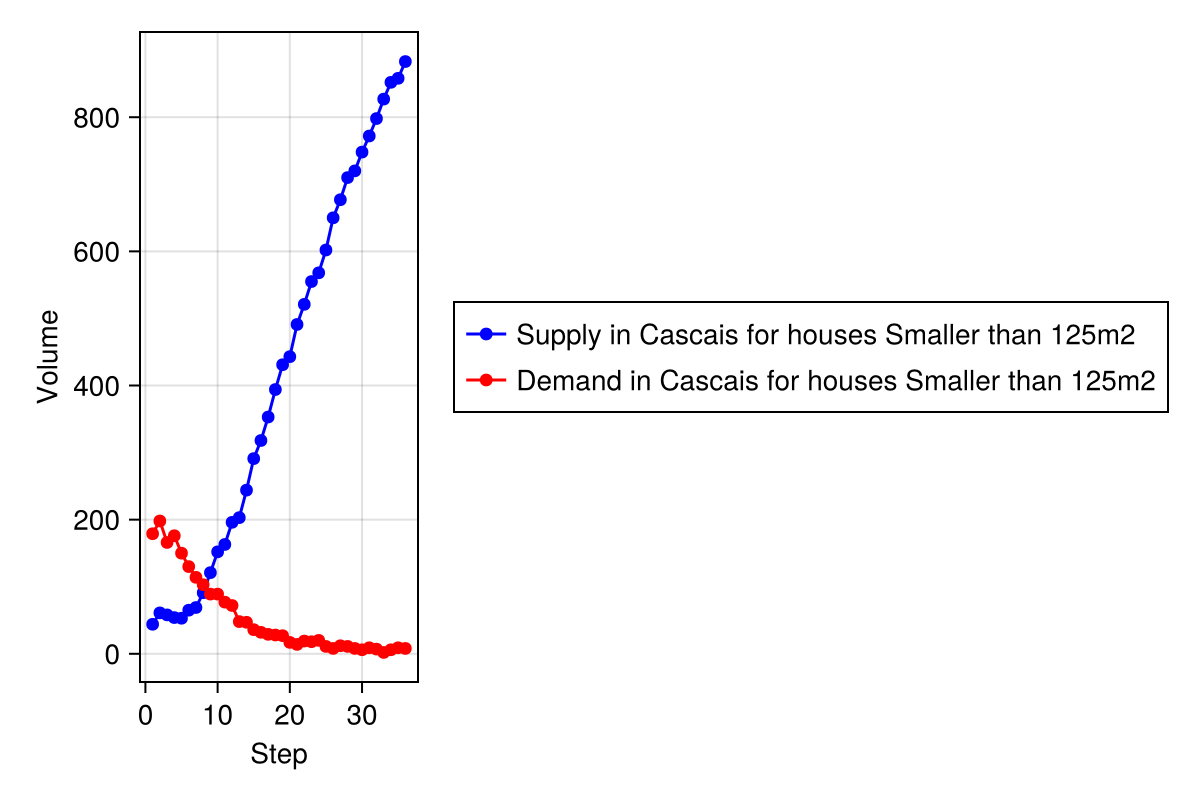 800
600
400
200
0
Volume
0 10 20 30
Step
Supply in Cascais for houses Smaller than 125m2
Demand in Cascais for houses Smaller than 125m2